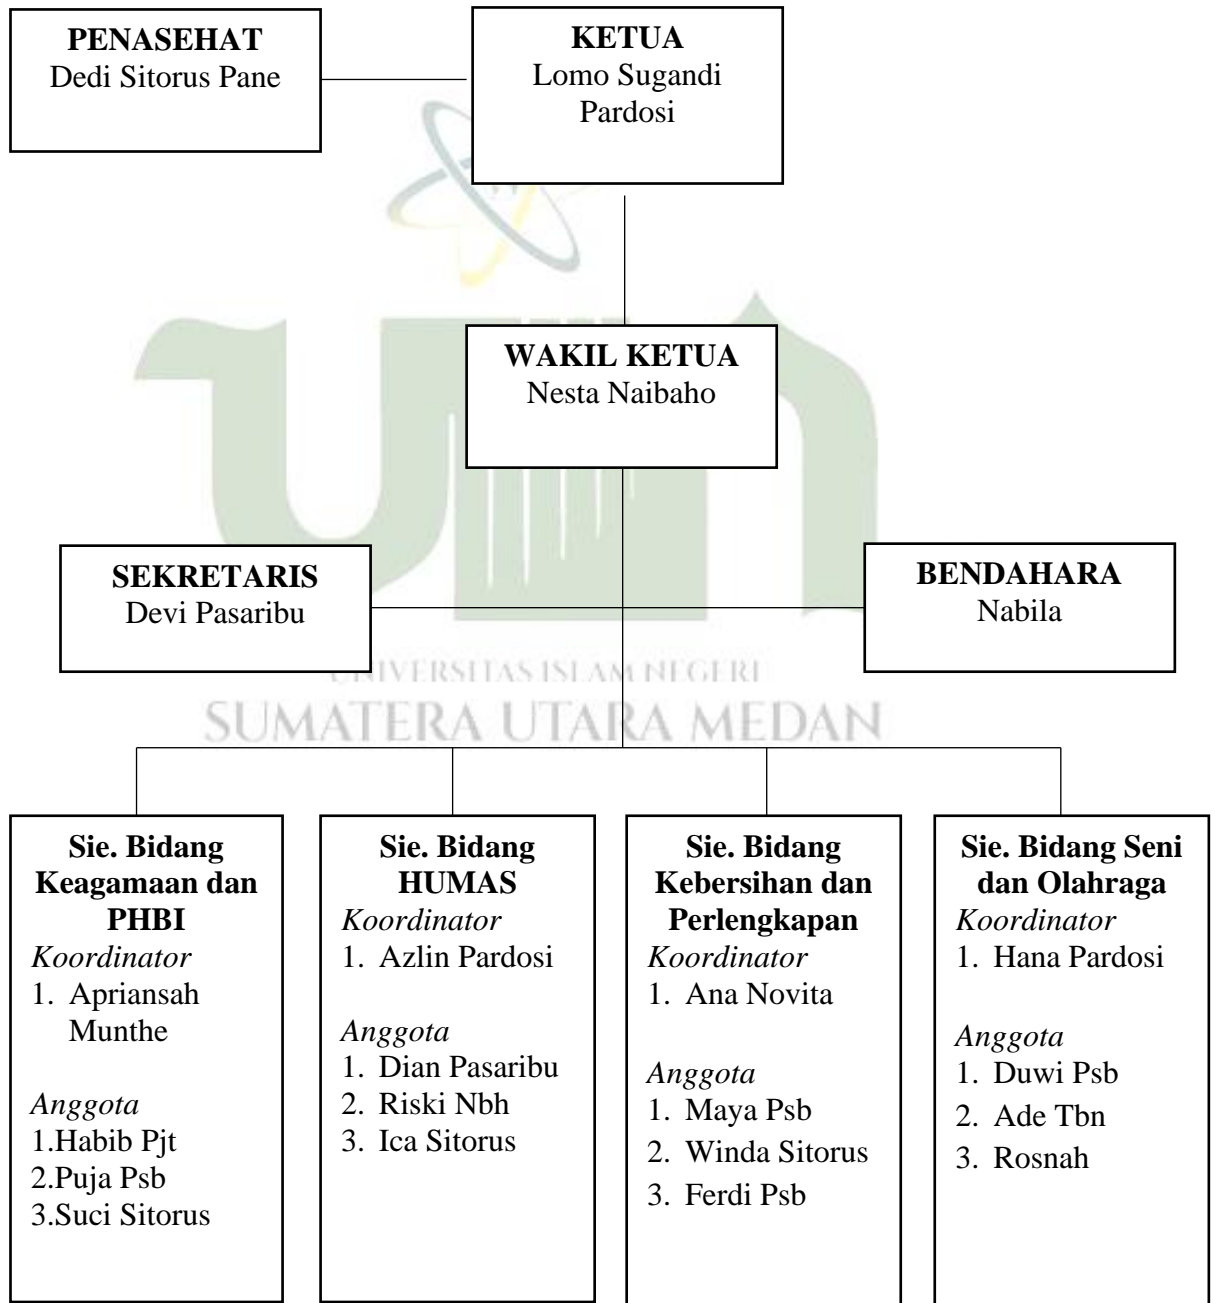 PENASEHAT
Dedi Sitorus Pane
KETUA
Lomo Sugandi
Pardosi
WAKIL KETUA
Nesta Naibaho
SEKRETARIS
Devi Pasaribu
BENDAHARA
Nabila
UNIVERSITAS ISLAM NEGERI
SUMATERA UTARA MEDAN
Sie. Bidang
Keagamaan dan
PHBI
Koordinator
1. Apriansah
Munthe
Anggota
1.Habib Pjt
2.Puja Psb
3.Suci Sitorus
Sie. Bidang
HUMAS
Koordinator
1. Azlin Pardosi
Anggota
1. Dian Pasaribu
2. Riski Nbh
3. Ica Sitorus
Sie. Bidang
Kebersihan dan
Perlengkapan
Koordinator
1. Ana Novita
Anggota
1. Maya Psb
2. Winda Sitorus
3. Ferdi Psb
Sie. Bidang Seni
dan Olahraga
Koordinator
1. Hana Pardosi
Anggota
1. Duwi Psb
2. Ade Tbn
3. Rosnah